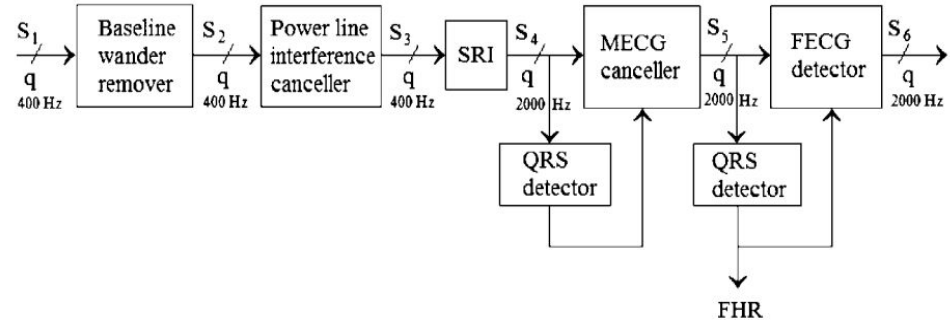 S1
q
400 Hz
Baseline
wander
remover
S2
q
400 Hz
Power line
interference
canceller
S3
q
400 Hz
SRI
S4
q
2000 Hz
MECG
canceller
S5
q
2000 Hz
FECG
detector
S6
q
2000 Hz
QRS
detector
QRS
detector
FHR